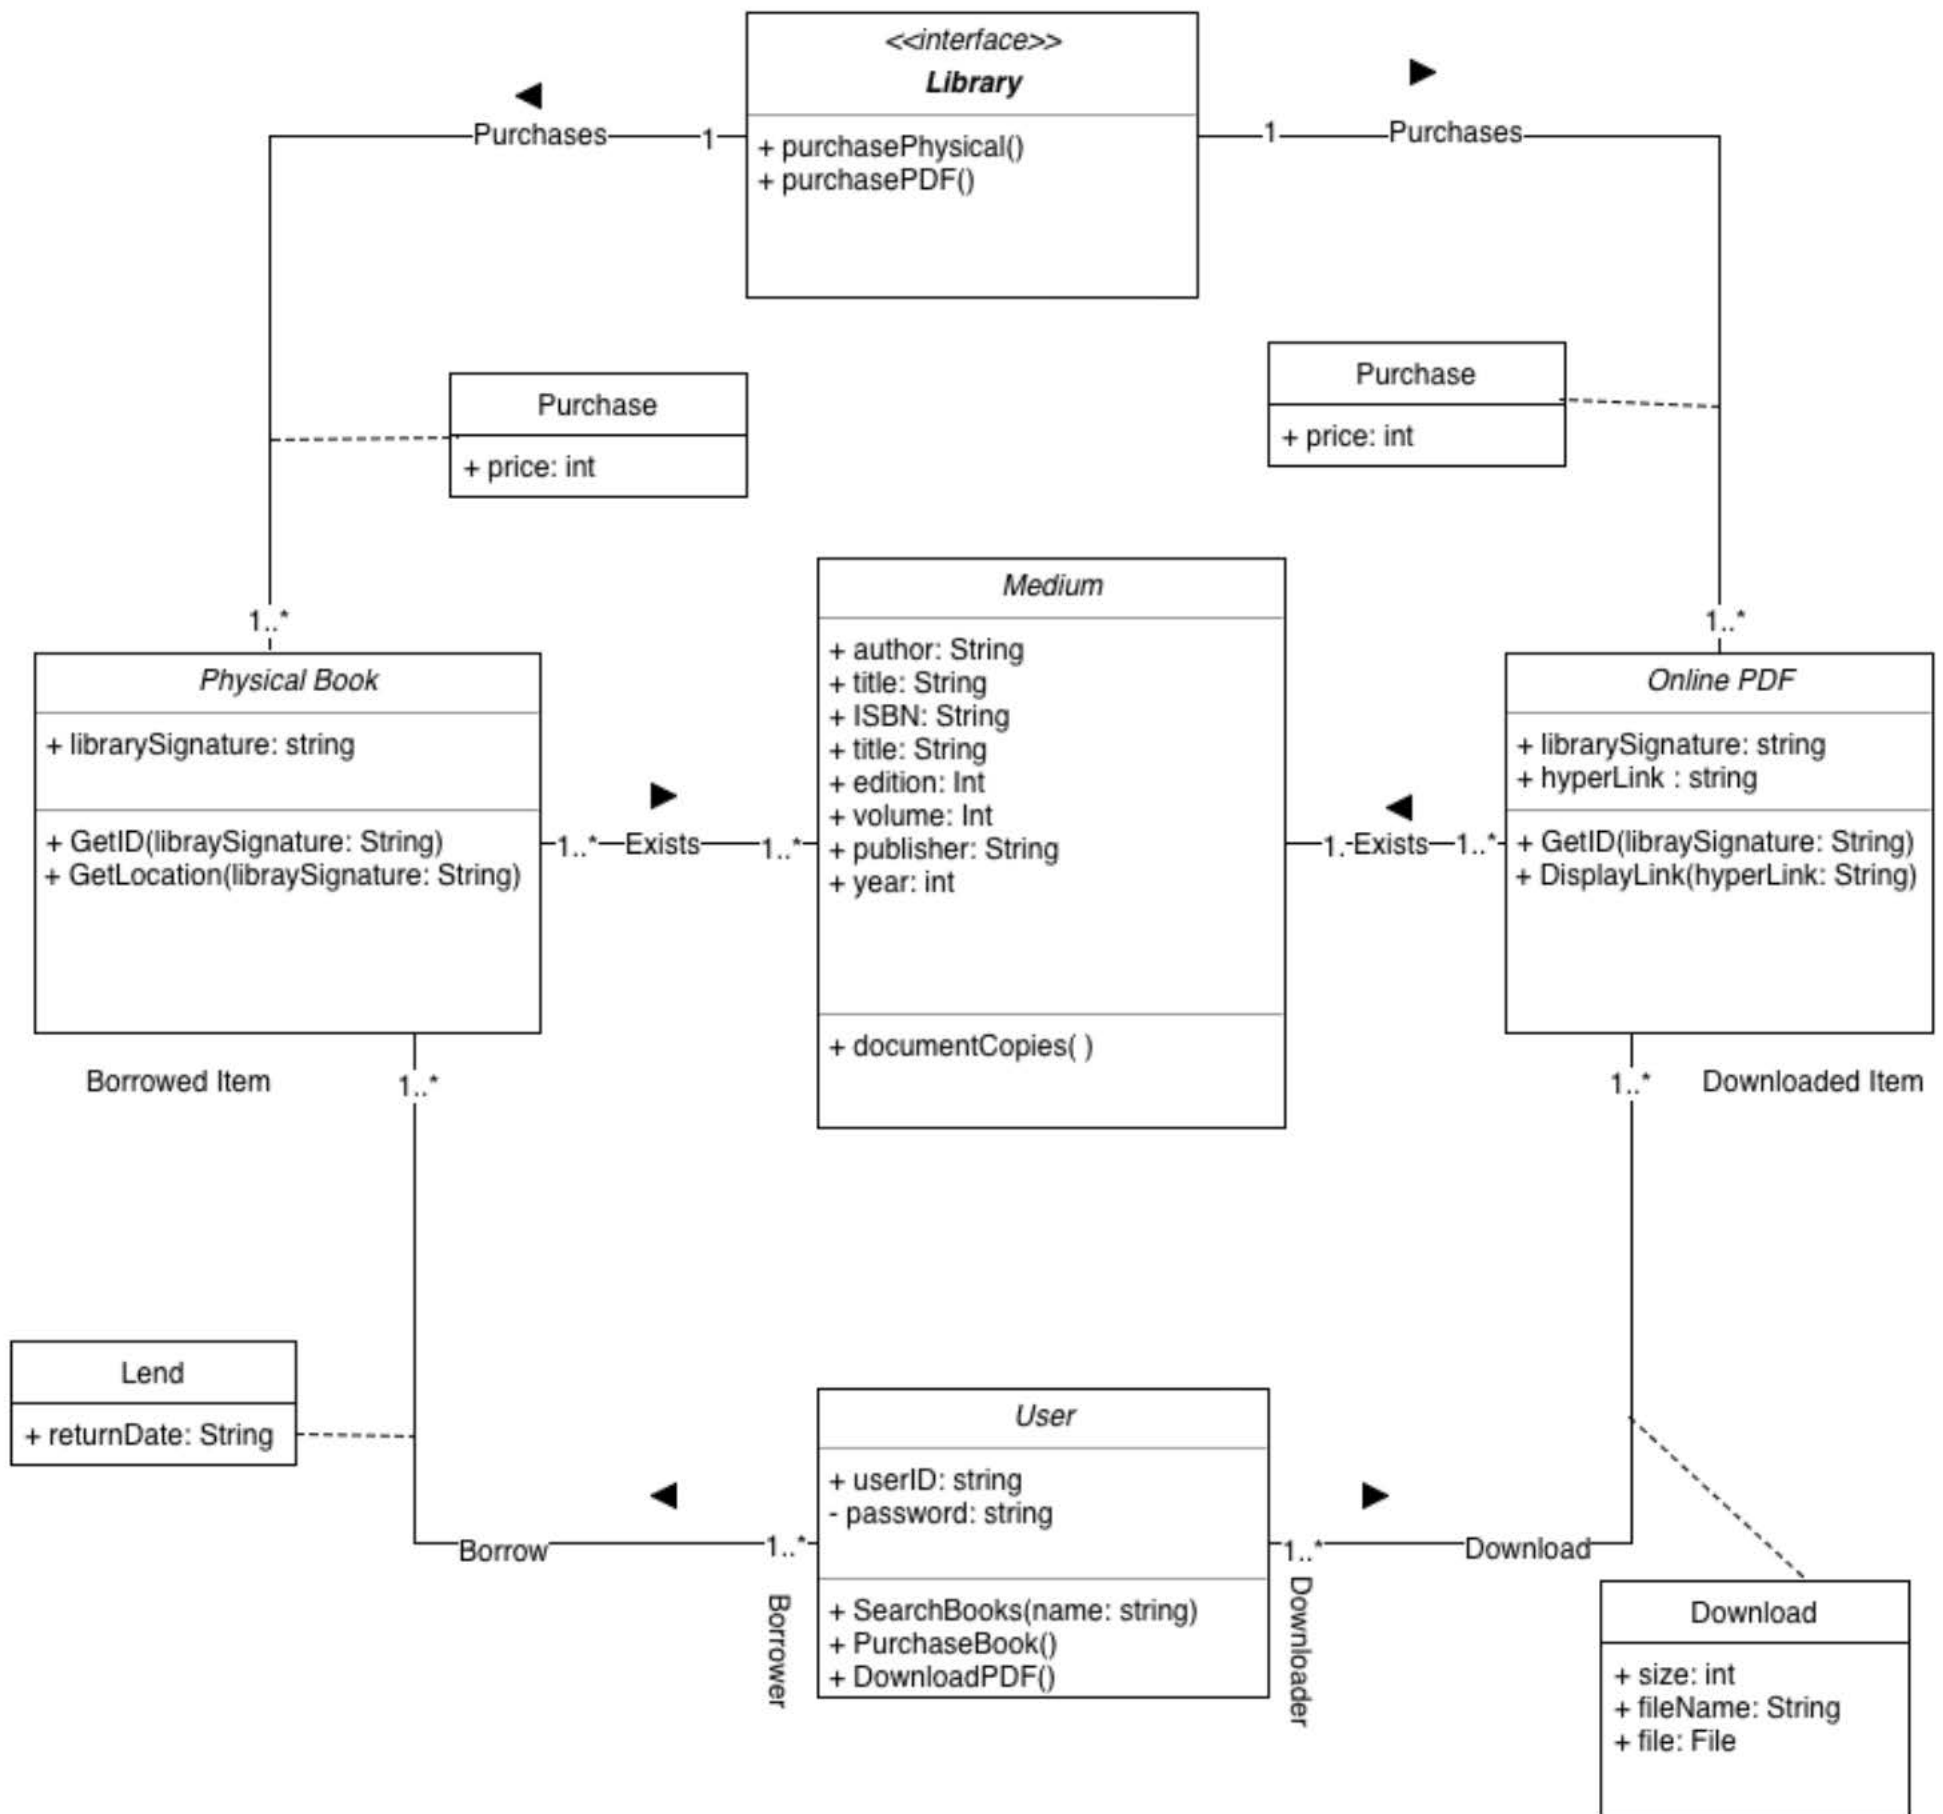 <<interface>>
Library
+ purchasePhysical()
+ purchasePDF()
Purchases
1
1
Purchases
Purchase
+ price: int
Purchase
+ price: int
1..*
1..*
Physical Book
+ librarySignature: string
+ GetID(libraySignature: String)
+ GetLocation(libraySignature: String)
1..*
Exists
1..*
Medium
+ author: String
+ title: String
+ ISBN: String
+ title: String
+ edition: Int
+ volume: Int
+ publisher: String
+ year: int
+ documentCopies( )
1.
Exists
1..*
Online PDF
+ librarySignature: string
+ hyperLink : string
+ GetID(libraySignature: String)
+ DisplayLink(hyperLink: String)
Borrowed Item
1..*
1..*
Downloaded Item
Lend
+ returnDate: String
Borrow
1..*
Borrower
User
+ userID: string
- password: string
+ SearchBooks(name: string)
+ PurchaseBook()
+ DownloadPDF()
1..*
Downloader
Download
Download
+ size: int
+ fileName: String
+ file: File